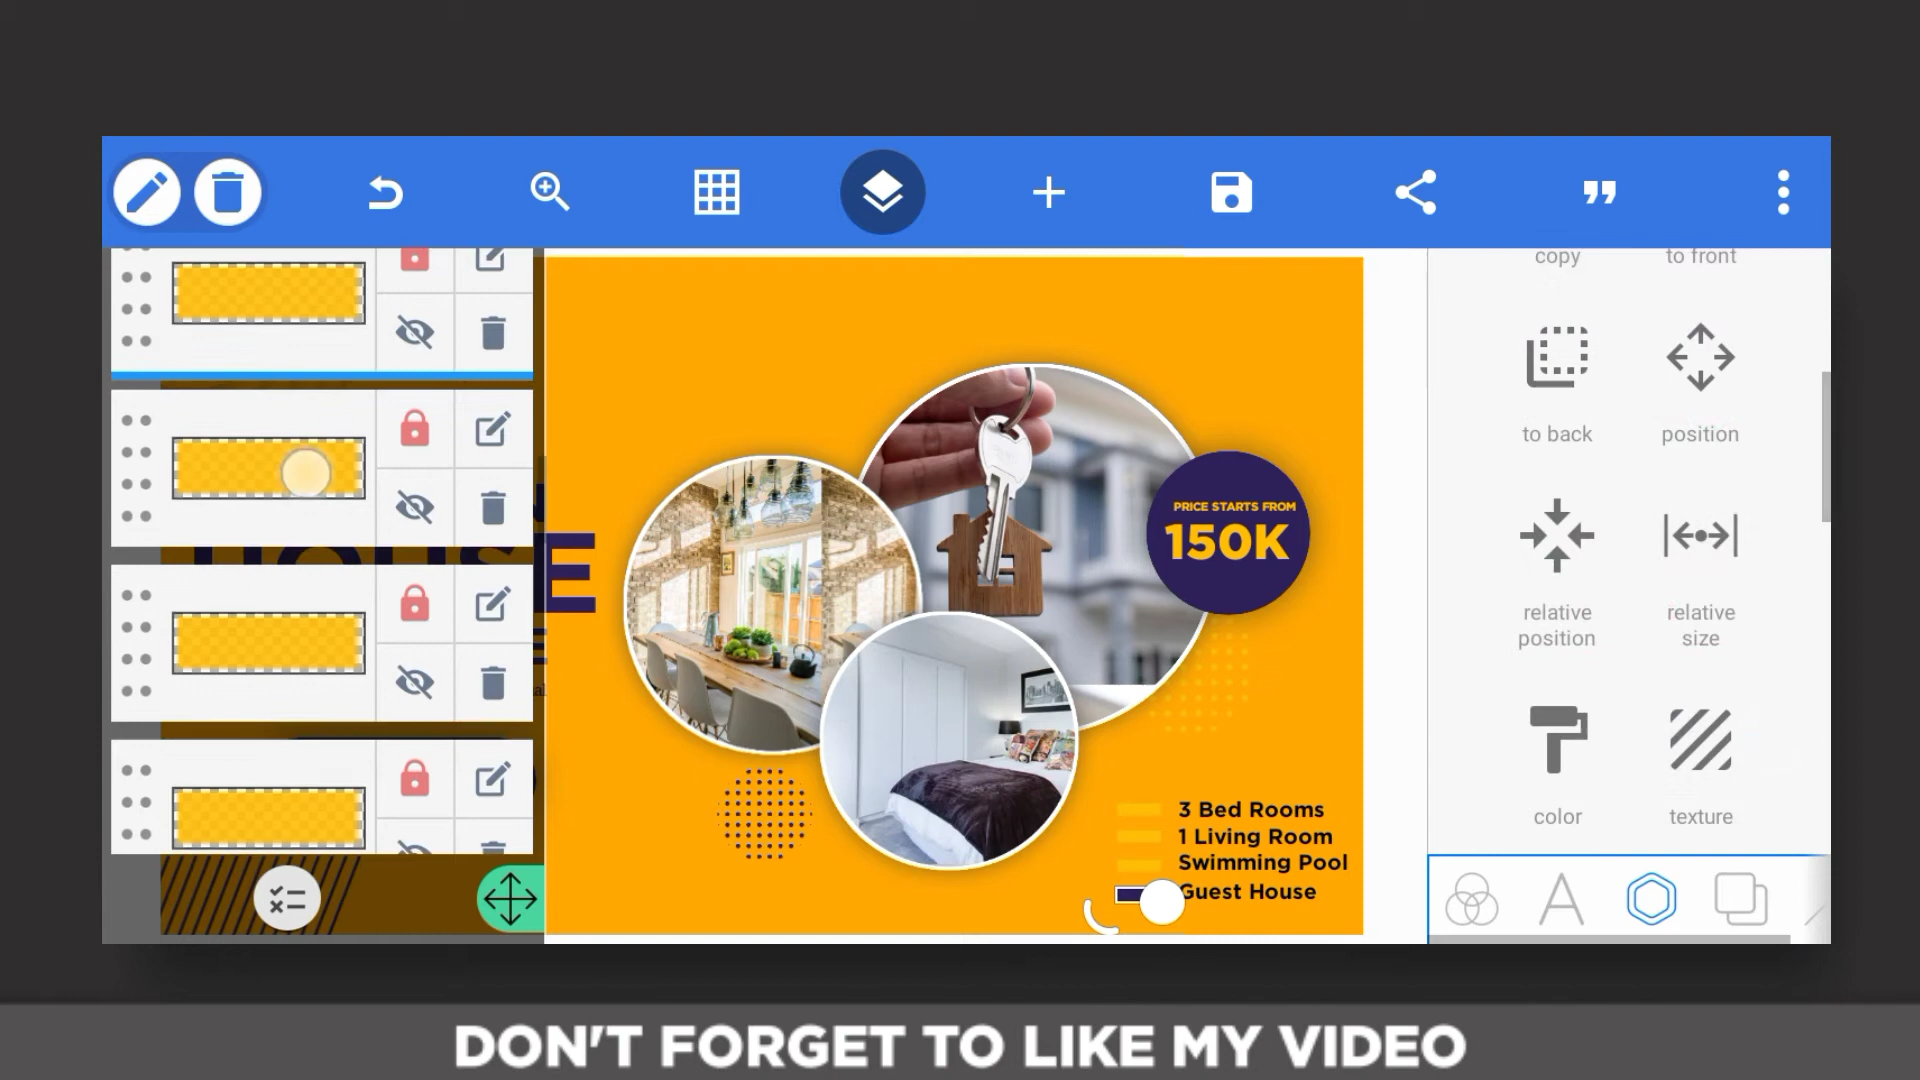 copy
to front
to back
position
relative
position
relative
size
color
texture
HOUSE
PRICE STARTS FROM
150K
3 Bed Rooms
1 Living Room
Swimming Pool
Guest House
DON'T FORGET TO LIKE MY VIDEO